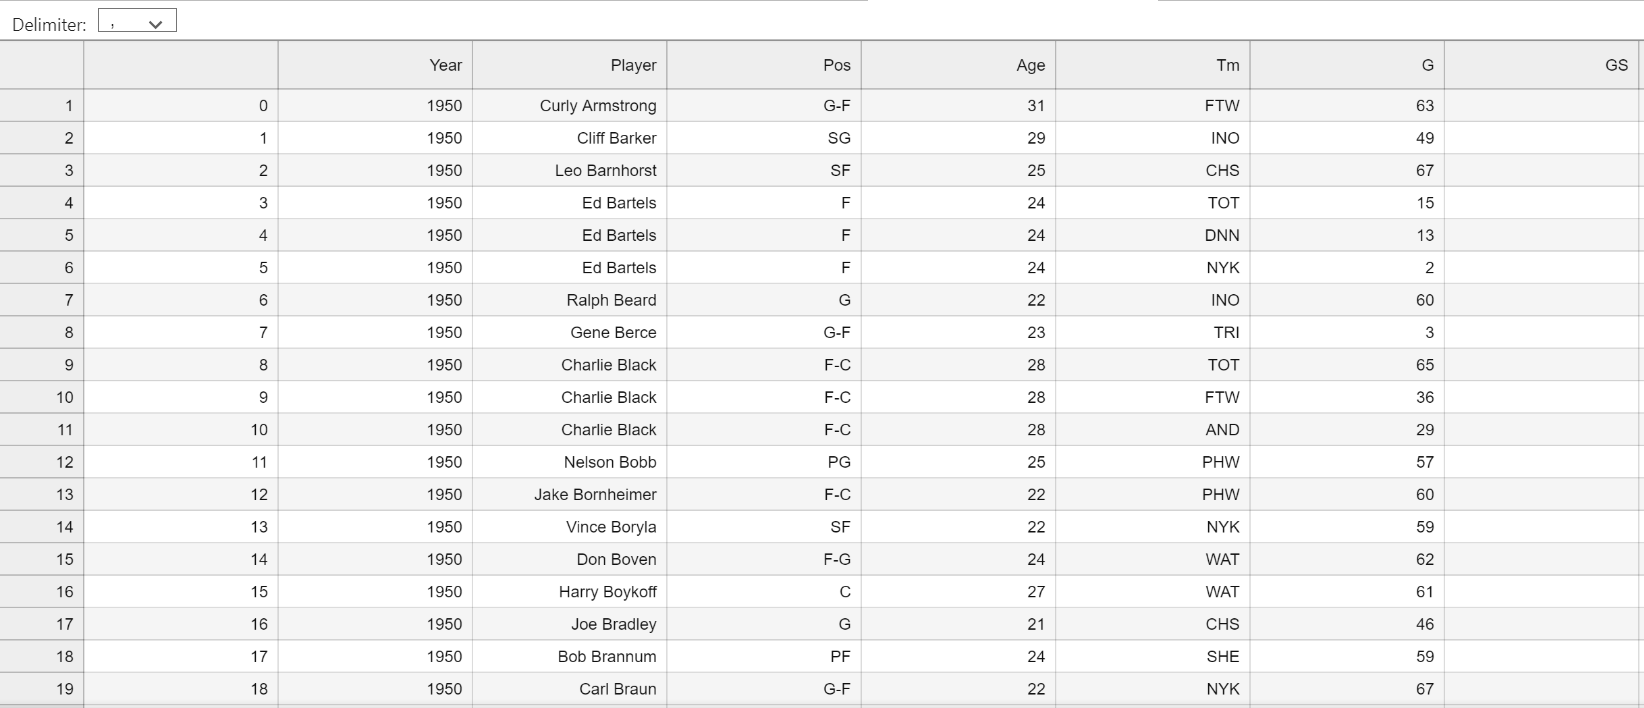 Delimiter: ,
Year Player Pos Age Tm G GS
1 0 1950 Curly Armstrong G-F 31 FTW 63
2 1 1950 Cliff Barker SG 29 INO 49
3 2 1950 Leo Barnhorst SF 25 CHS 67
4 3 1950 Ed Bartels F 24 TOT 15
5 4 1950 Ed Bartels F 24 DNN 13
6 5 1950 Ed Bartels F 24 NYK 2
7 6 1950 Ralph Beard G 22 INO 60
8 7 1950 Gene Berce G-F 23 TRI 3
9 8 1950 Charlie Black F-C 28 TOT 65
10 9 1950 Charlie Black F-C 28 FTW 36
11 10 1950 Charlie Black F-C 28 AND 29
12 11 1950 Nelson Bobb PG 25 PHW 57
13 12 1950 Jake Bornheimer F-C 22 PHW 60
14 13 1950 Vince Boryla SF 22 NYK 59
15 14 1950 Don Boven F-G 24 WAT 62
16 15 1950 Harry Boykoff C 27 WAT 61
17 16 1950 Joe Bradley G 21 CHS 46
18 17 1950 Bob Brannum PF 24 SHE 59
19 18 1950 Carl Braun G-F 22 NYK 67